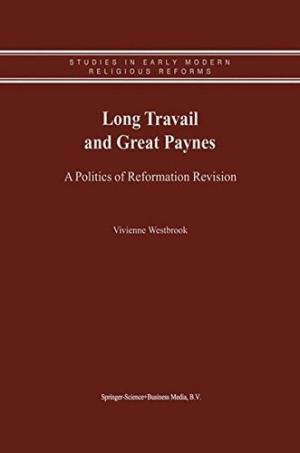 STUDIES IN EARLY MODERN
RELIGIOUS REFORMS
Long Travail
and Great Paynes
A Politics of Reformation Revision
Vivienne Westbrook
Springer-Science+Business Media, B.V.